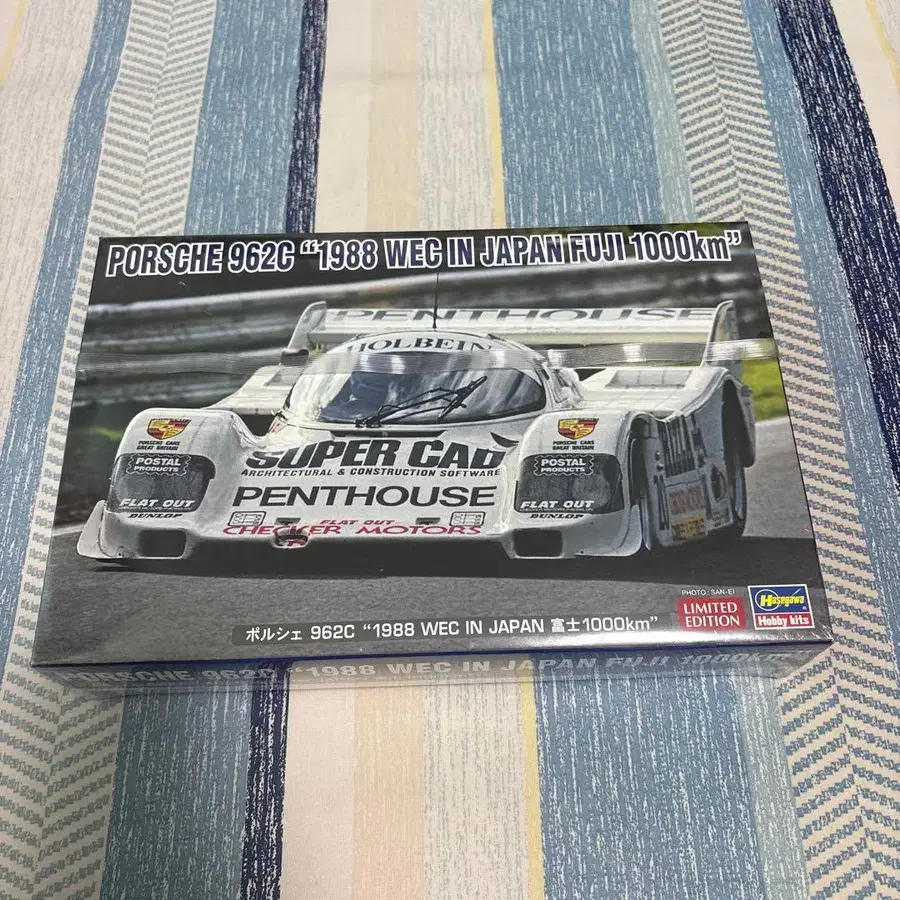 PORSCHE 962C "1988 WEC IN JAPAN FUJI 1000km"
PENTHOUSE
HOLBEIN
PORSCHE CARS
GREAT BRITAIN
PORSCHE CARS
GREAT BRITAIN
SUPER CAD
ARCHITECTURAL & CONSTRUCTION SOFTWARE
POSTAL
PRODUCTS
POSTAL
PRODUCTS
PENTHOUSE
FLAT OUT
FLAT OUT
DUNLOP
DUNLOP
FLAT OUT
CHECKER MOTORS
PHOTO: SAN-EI
LIMITED
EDITION
Hasegawa
Hobby kits
ポルシェ 962C "1988 WEC IN JAPAN 富士1000km"
PORSCHE 962C "1988 WEC IN JAPAN FUJI 1000km"